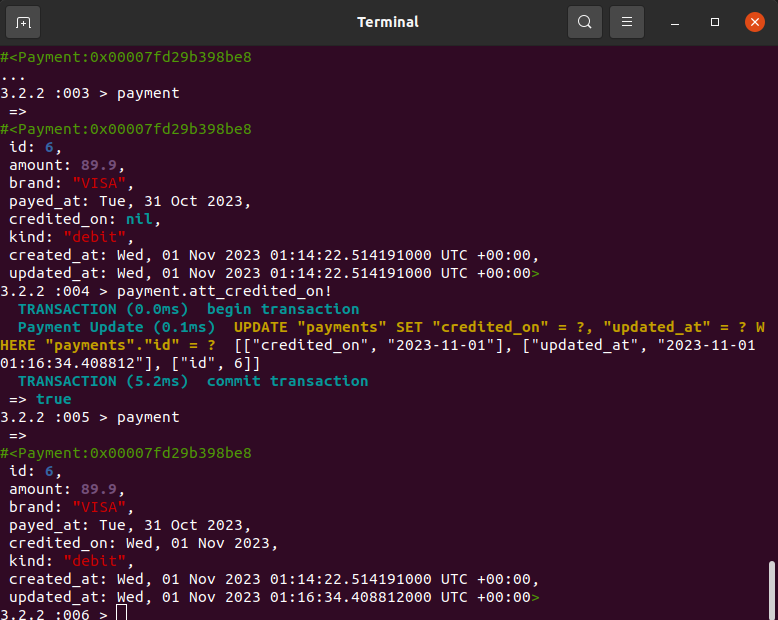 Terminal
#<Payment:0x00007fd29b398be8
...
3.2.2 :003 > payment
 =>
#<Payment:0x00007fd29b398be8
 id: 6,
 amount: 89.9,
 brand: "VISA",
 payed_at: Tue, 31 Oct 2023,
 credited_on: nil,
 kind: "debit",
 created_at: Wed, 01 Nov 2023 01:14:22.514191000 UTC +00:00,
 updated_at: Wed, 01 Nov 2023 01:14:22.514191000 UTC +00:00>
3.2.2 :004 > payment.att_credited_on!
  TRANSACTION (0.0ms)  begin transaction
  Payment Update (0.1ms)  UPDATE "payments" SET "credited_on" = ?, "updated_at" = ? W
HERE "payments"."id" = ?  [["credited_on", "2023-11-01"], ["updated_at", "2023-11-01
01:16:34.408812"], ["id", 6]]
  TRANSACTION (5.2ms)  commit transaction
 => true
3.2.2 :005 > payment
 =>
#<Payment:0x00007fd29b398be8
 id: 6,
 amount: 89.9,
 brand: "VISA",
 payed_at: Tue, 31 Oct 2023,
 credited_on: Wed, 01 Nov 2023,
 kind: "debit",
 created_at: Wed, 01 Nov 2023 01:14:22.514191000 UTC +00:00,
 updated_at: Wed, 01 Nov 2023 01:16:34.408812000 UTC +00:00>
3.2.2 :006 >